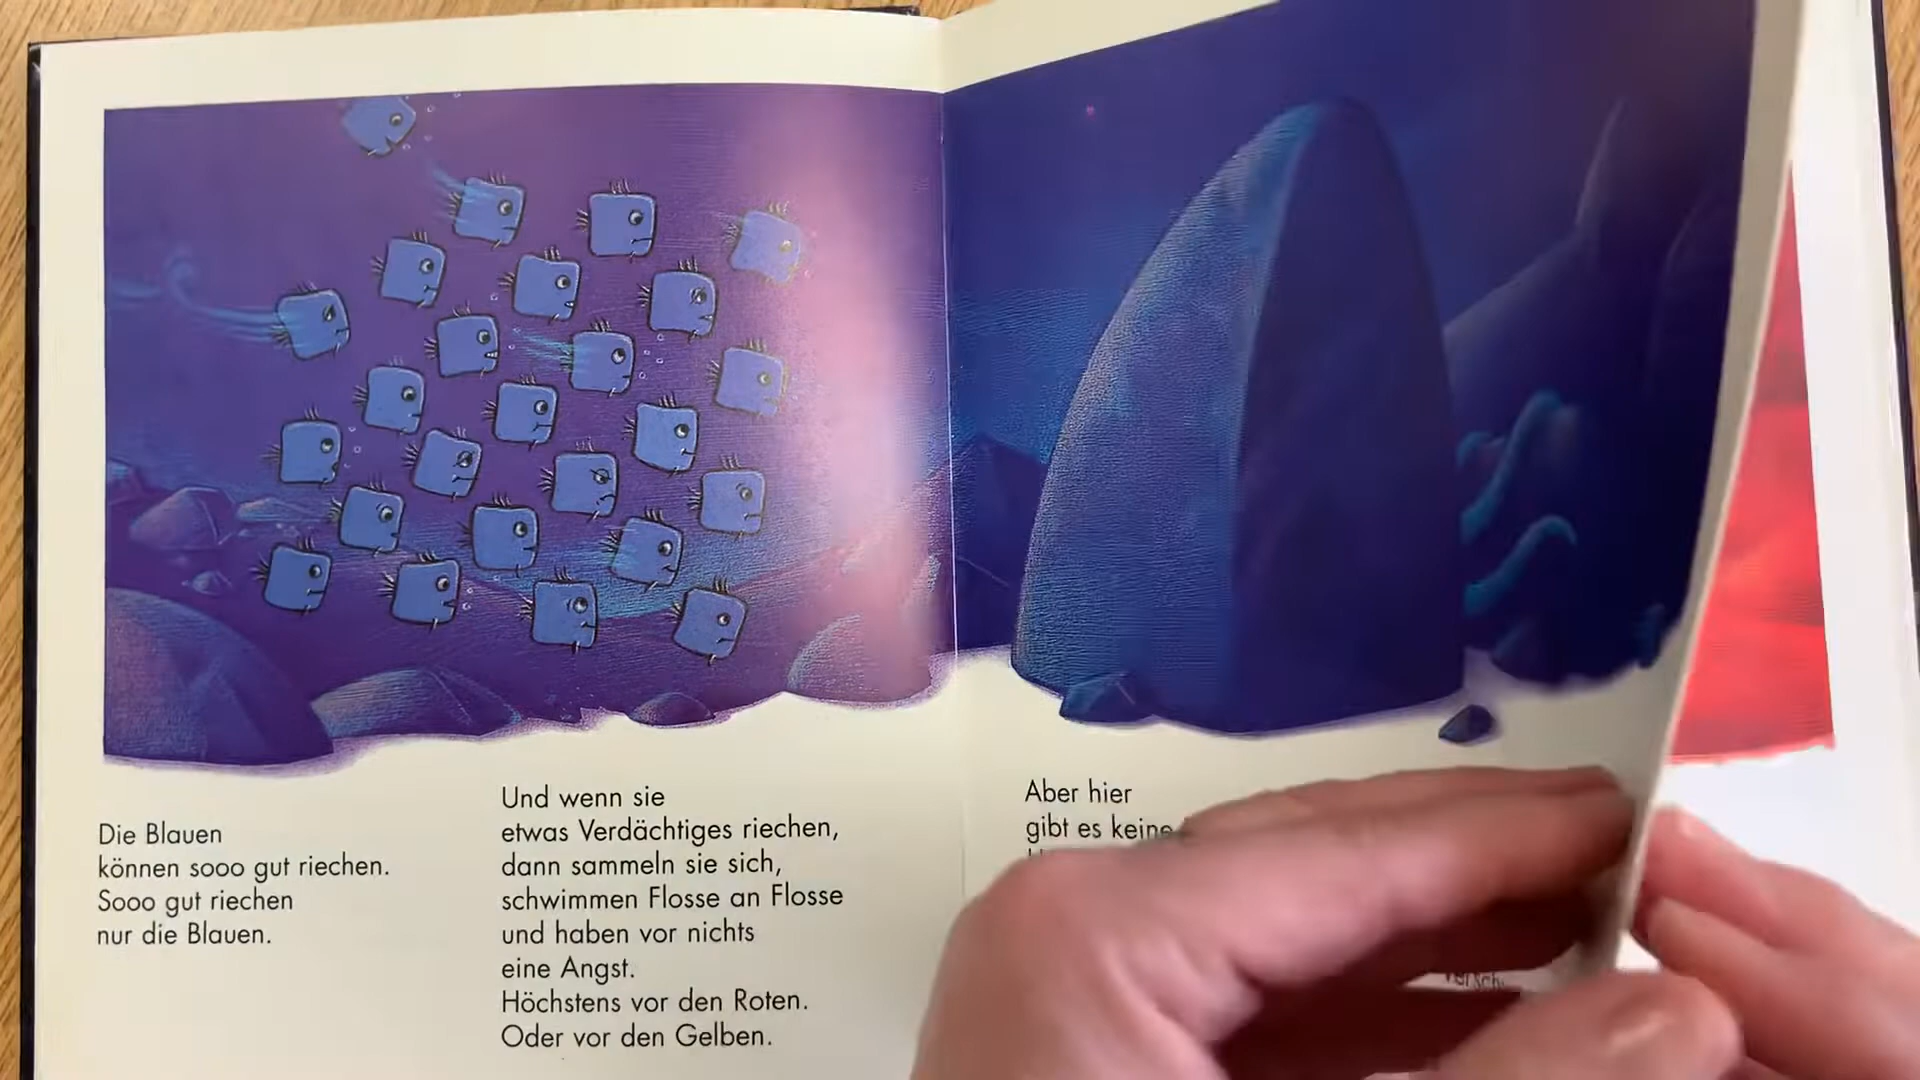 Die Blauen
können sooo gut riechen.
Sooo gut riechen
nur die Blauen.
Und wenn sie
etwas Verdächtiges riechen,
dann sammeln sie sich,
schwimmen Flosse an Flosse
und haben vor nichts
eine Angst.
Höchstens vor den Roten.
Oder vor den Gelben.
Aber hier
gibt es keine